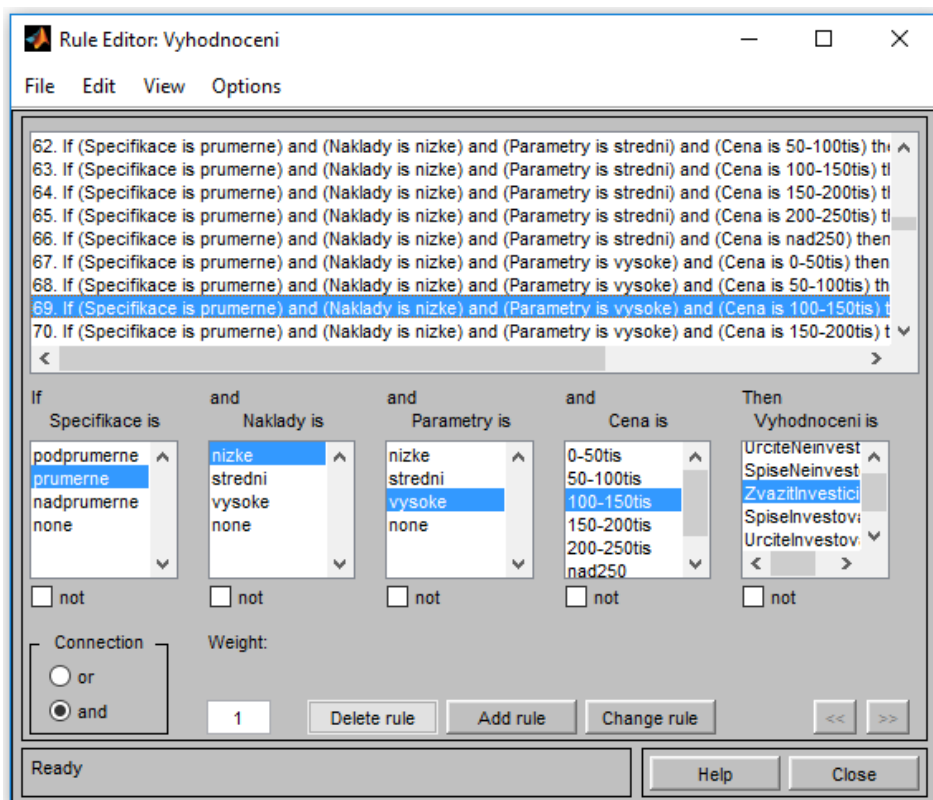 Rule Editor: Vyhodnoceni
File Edit View Options
62. If (Specifikace is prumerne) and (Naklady is nizke) and (Parametry is stredni) and (Cena is 50-100tis) the
63. If (Specifikace is prumerne) and (Naklady is nizke) and (Parametry is stredni) and (Cena is 100-150tis) tl
64. If (Specifikace is prumerne) and (Naklady is nizke) and (Parametry is stredni) and (Cena is 150-200tis) tl
65. If (Specifikace is prumerne) and (Naklady is nizke) and (Parametry is stredni) and (Cena is 200-250tis) tl
66. If (Specifikace is prumerne) and (Naklady is nizke) and (Parametry is stredni) and (Cena is nad250) then
67. If (Specifikace is prumerne) and (Naklady is nizke) and (Parametry is vysoke) and (Cena is 0-50tis) then
68. If (Specifikace is prumerne) and (Naklady is nizke) and (Parametry is vysoke) and (Cena is 50-100tis) th
69. If (Specifikace is prumerne) and (Naklady is nizke) and (Parametry is vysoke) and (Cena is 100-150tis) t
70. If (Specifikace is prumerne) and (Naklady is nizke) and (Parametry is vysoke) and (Cena is 150-200tis) t
If and and and Then
Specifikace is Naklady is Parametry is Cena is Vyhodnoceni is
podprumerne
prumerne
nadprumerne
none
nizke
stredni
vysoke
none
nizke
stredni
vysoke
none
0-50tis
50-100tis
100-150tis
150-200tis
200-250tis
nad250
UrciteNeinvest
SpiseNeinvest
ZvazitInvestici
SpiseInvestova
UrciteInvestov
not not not not not
Connection
or
and
Weight:
1
Delete rule Add rule Change rule << >>
Ready
Help Close